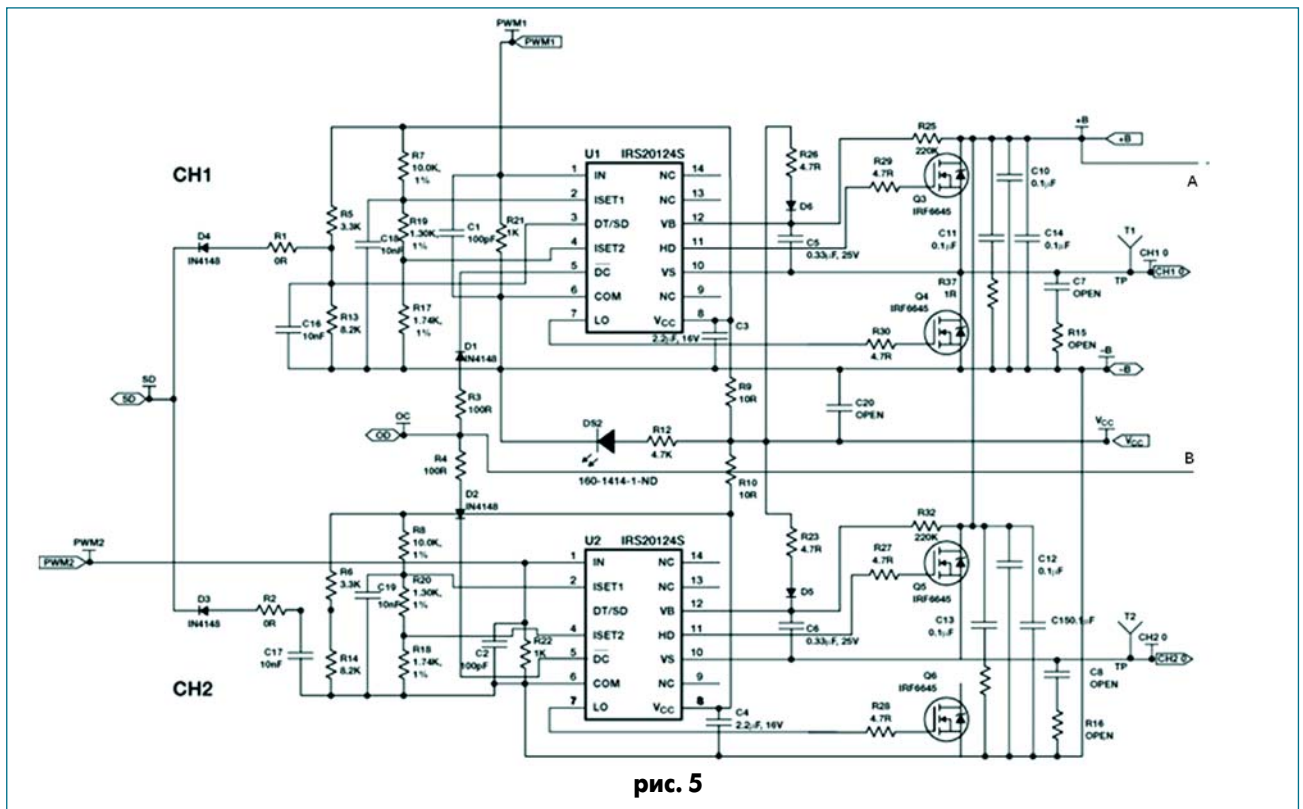 PWM1
PWM1
CH1
R7
10.0K,
1%
R5
3.3K
R19
1.30K,
1%
D4
IN4148
R1
0R
C18
10nF
C1
100pF
R21
1K
R17
1.74K,
1%
R13
8.2K
C16
10nF
U1 IRS20124S
1 IN NC 14
2 ISET1 NC 13
3 DT/SD VB 12
4 ISET2 HD 11
5 DC VS 10
6 COM NC 9
7 LO VCC 8
C3
2.2µF, 16V
R26
4.7R
D6
C5
0.33µF, 25V
R25
220K
R29
4.7R
Q3
IRF6645
C11
0.1µF
C10
0.1µF
C14
0.1µF
R37
1R
Q4
IRF6645
R30
4.7R
+B
+B
A
T1
TP
CH1 0
CH1 0
C7
OPEN
R15
OPEN
-B
-B
D1
IN4148
R3
100R
OC
OD
R4
100R
D2
IN4148
SD
SD
DS2
160-1414-1-ND
R12
4.7K
R9
10R
R10
10R
C20
OPEN
VCC
VCC
B
PWM2
PWM2
CH2
R8
10.0K,
1%
R6
3.3K
R20
1.30K,
1%
C19
10nF
D3
IN4148
R2
0R
C17
10nF
R14
8.2K
R18
1.74K,
1%
C2
100pF
R22
1K
U2 IRS20124S
1 IN NC 14
2 ISET1 NC 13
DT/SD VB 12
4 ISET2 HD 11
5 DC VS 10
6 COM NC 9
7 LO VCC 8
C4
2.2µF, 16V
R23
4.7R
D5
C6
0.33µF, 25V
R32
220K
R27
4.7R
Q5
IRF6645
C13
0.1µF
C12
0.1µF
C150.1µF
Q6
IRF6645
R28
4.7R
T2
TP
CH2 0
CH2 0
C8
OPEN
R16
OPEN
рис. 5